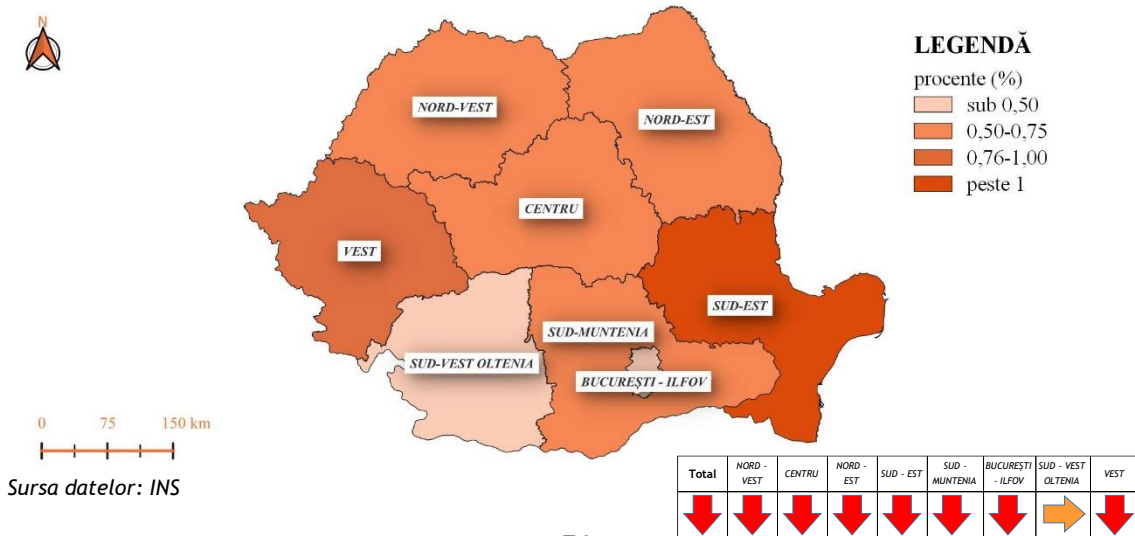 N
LEGENDĂ
procente (%)
sub 0,50
0,50-0,75
0,76-1,00
peste 1
NORD-VEST
NORD-EST
CENTRU
VEST
SUD-EST
SUD-MUNTENIA
SUD-VEST OLTENIA
BUCUREȘTI - ILFOV
0 75 150 km
Sursa datelor: INS
Total
NORD - VEST
CENTRU
NORD - EST
SUD - EST
SUD - MUNTENIA
BUCUREȘTI - ILFOV
SUD - VEST OLTENIA
VEST